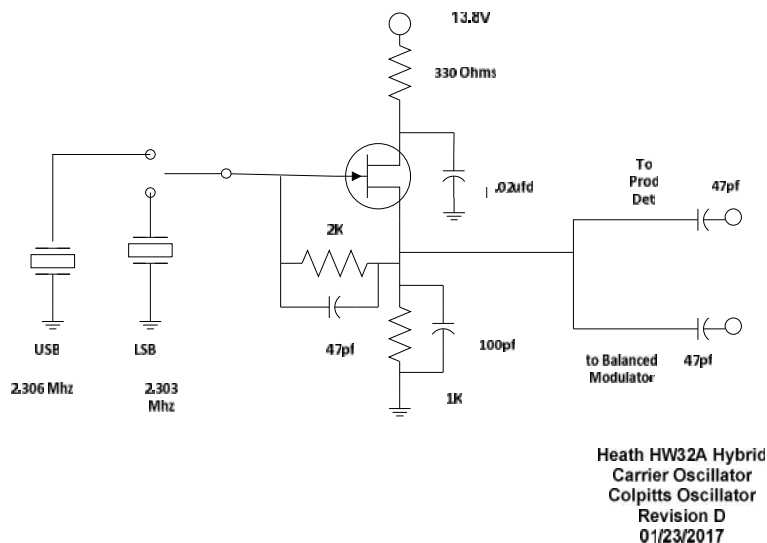 13.8V
330 Ohms
.02ufd
To
Prod
Det
47pf
2K
47pf
100pf
1K
to Balanced
Modulator
47pf
USB
LSB
2.306 Mhz
2.303
Mhz
Heath HW32A Hybrid
Carrier Oscillator
Colpitts Oscillator
Revision D
01/23/2017